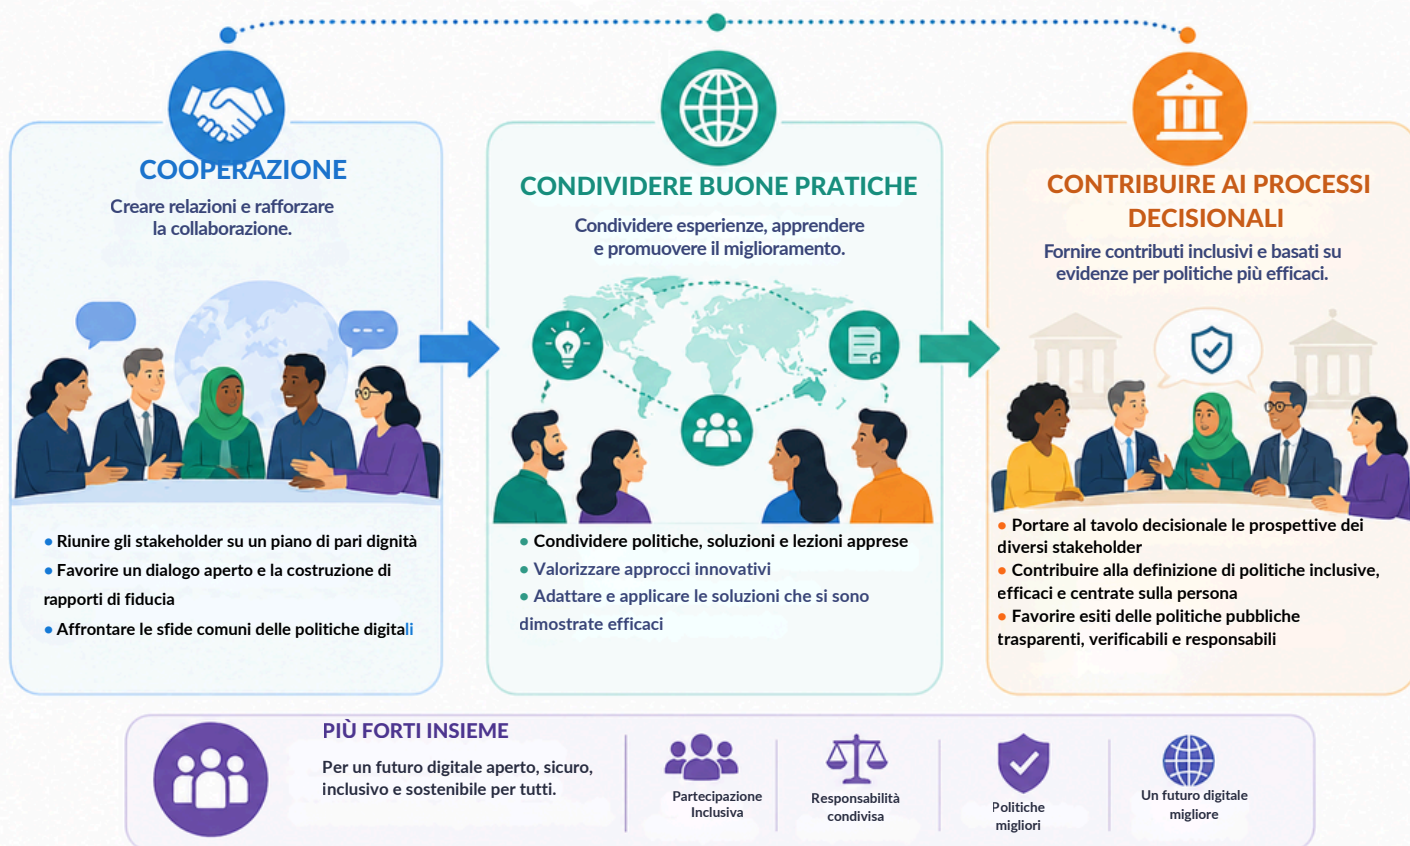 COOPERAZIONE
Creare relazioni e rafforzare
la collaborazione.
• Riunire gli stakeholder su un piano di pari dignità
• Favorire un dialogo aperto e la costruzione di
rapporti di fiducia
• Affrontare le sfide comuni delle politiche digitali
CONDIVIDERE BUONE PRATICHE
Condividere esperienze, apprendere
e promuovere il miglioramento.
• Condividere politiche, soluzioni e lezioni apprese
• Valorizzare approcci innovativi
• Adattare e applicare le soluzioni che si sono
dimostrate efficaci
CONTRIBUIRE AI PROCESSI
DECISIONALI
Fornire contributi inclusivi e basati su
evidenze per politiche più efficaci.
• Portare al tavolo decisionale le prospettive dei
diversi stakeholder
• Contribuire alla definizione di politiche inclusive,
efficaci e centrate sulla persona
• Favorire esiti delle politiche pubbliche
trasparenti, verificabili e responsabili
PIÙ FORTI INSIEME
Per un futuro digitale aperto, sicuro,
inclusivo e sostenibile per tutti.
Partecipazione
Inclusiva
Responsabilità
condivisa
Politiche
migliori
Un futuro digitale
migliore